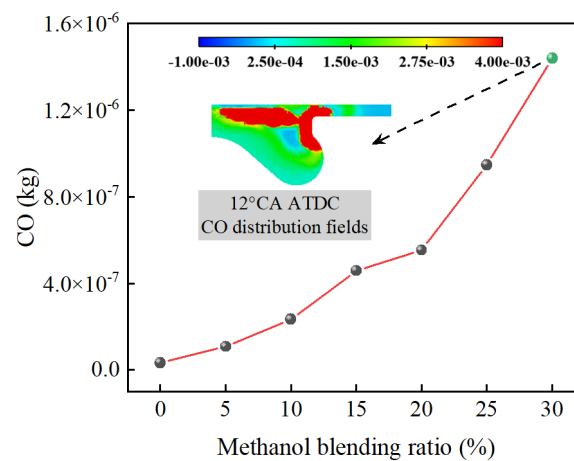 -1.00e-03 2.50e-04 1.50e-03 2.75e-03 4.00e-03
12°CA ATDC
CO distribution fields
CO (kg)
1.6×10⁻⁶
1.2×10⁻⁶
8.0×10⁻⁷
4.0×10⁻⁷
0.0
0 5 10 15 20 25 30
Methanol blending ratio (%)